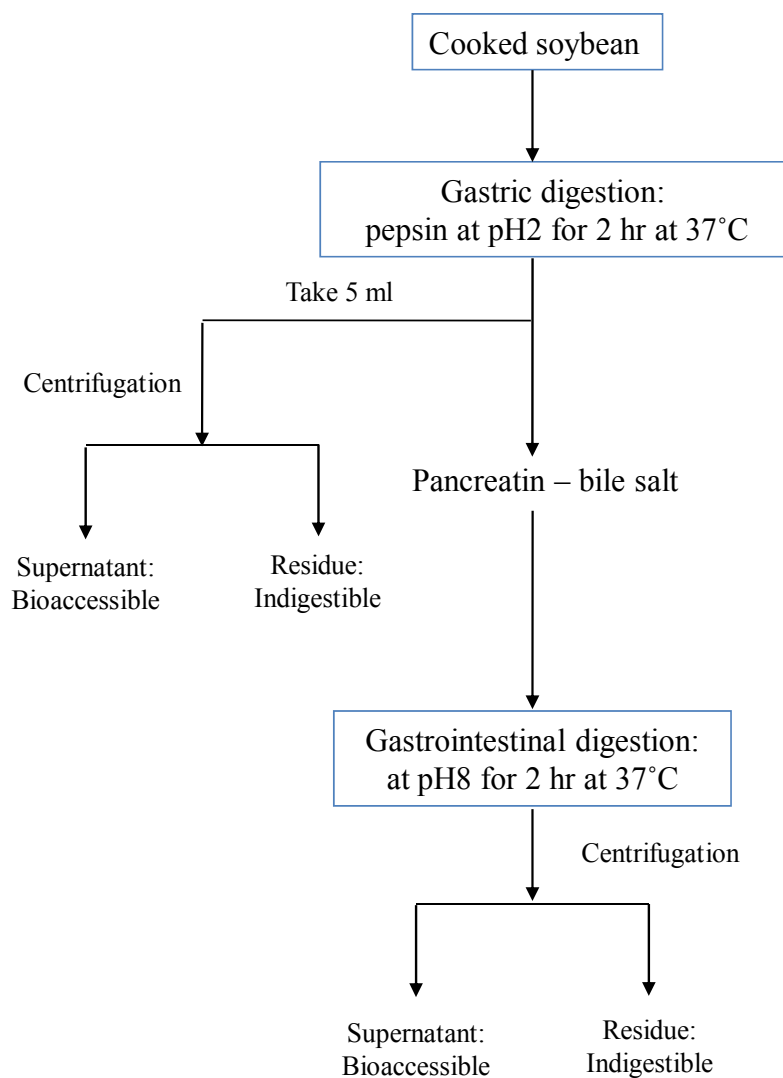 Cooked soybean
Gastric digestion:
pepsin at pH2 for 2 hr at 37˚C
Take 5 ml
Centrifugation
Pancreatin – bile salt
Supernatant:
Bioaccessible
Residue:
Indigestible
Gastrointestinal digestion:
at pH8 for 2 hr at 37˚C
Centrifugation
Supernatant:
Bioaccessible
Residue:
Indigestible